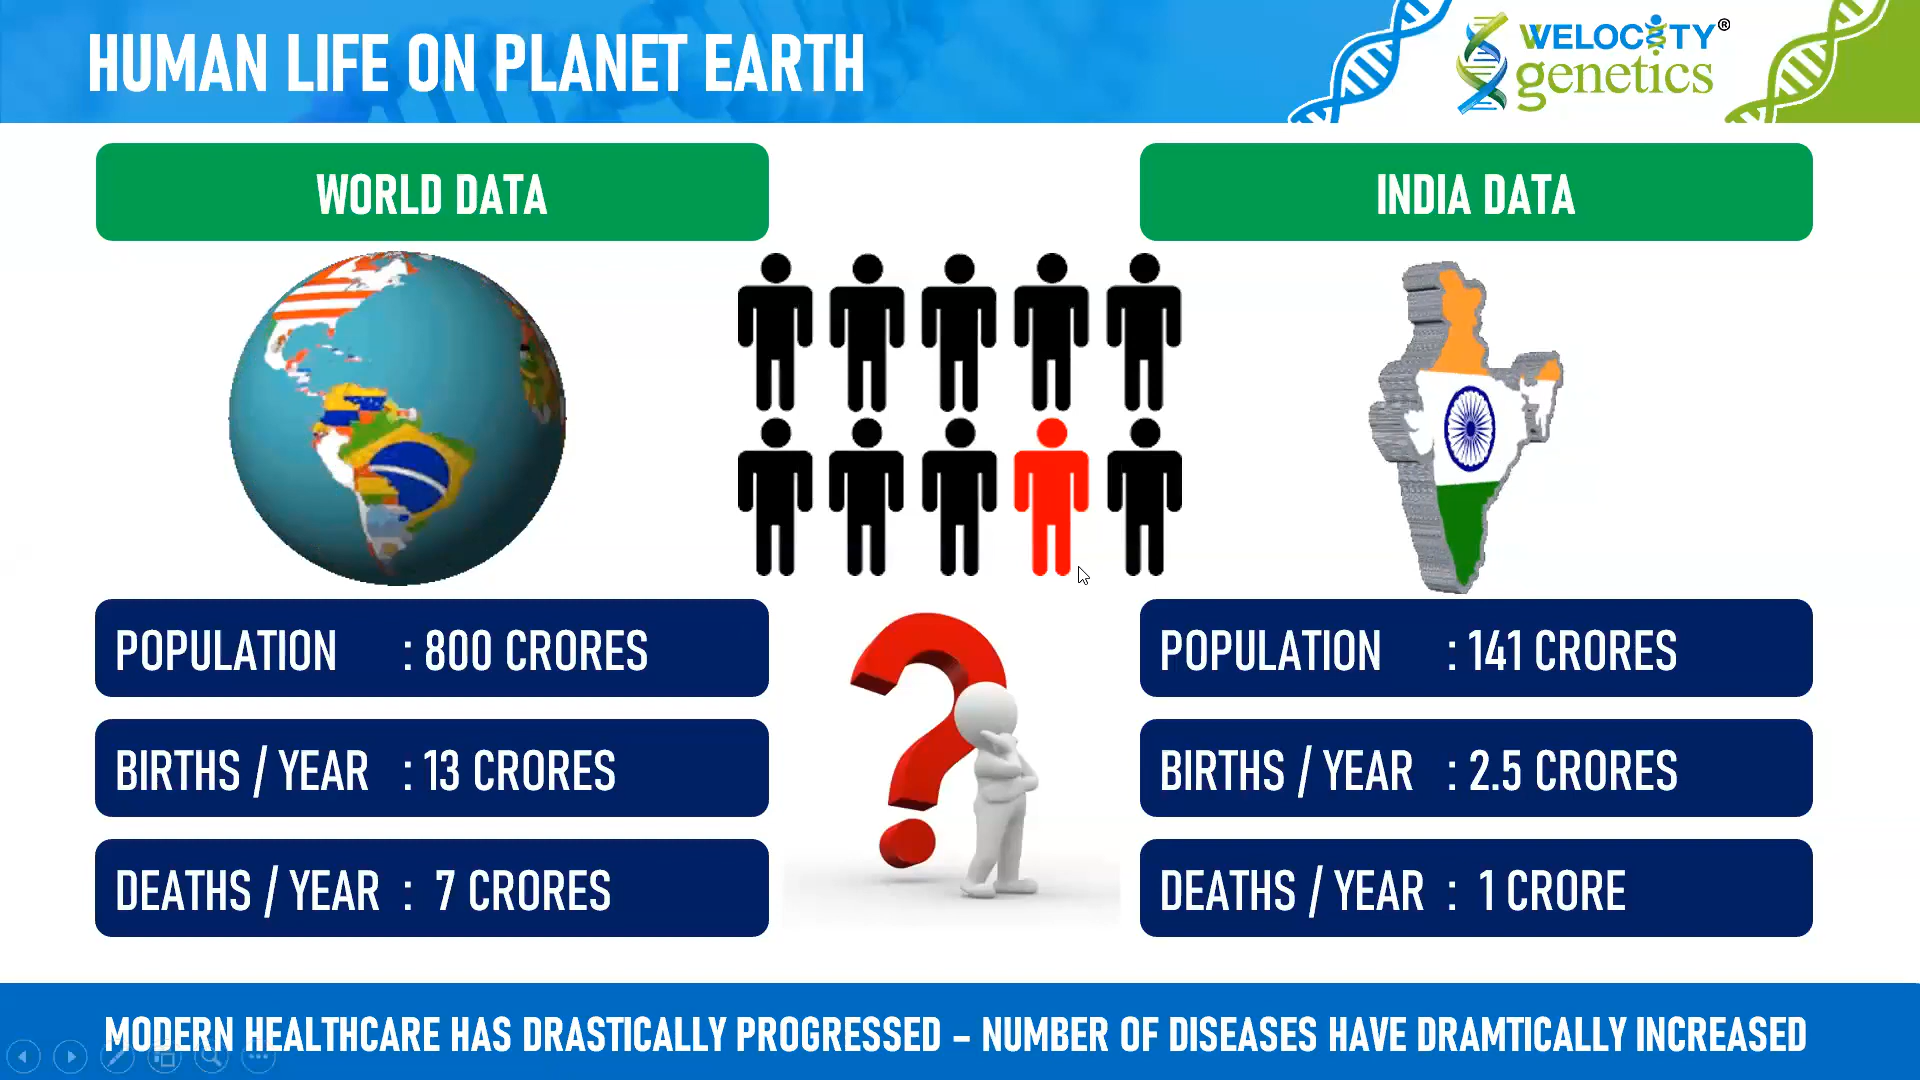 HUMAN LIFE ON PLANET EARTH
WELOCITY®
genetics
WORLD DATA
INDIA DATA
POPULATION : 800 CRORES
BIRTHS / YEAR : 13 CRORES
DEATHS / YEAR : 7 CRORES
POPULATION : 141 CRORES
BIRTHS / YEAR : 2.5 CRORES
DEATHS / YEAR : 1 CRORE
MODERN HEALTHCARE HAS DRASTICALLY PROGRESSED – NUMBER OF DISEASES HAVE DRAMTICALLY INCREASED